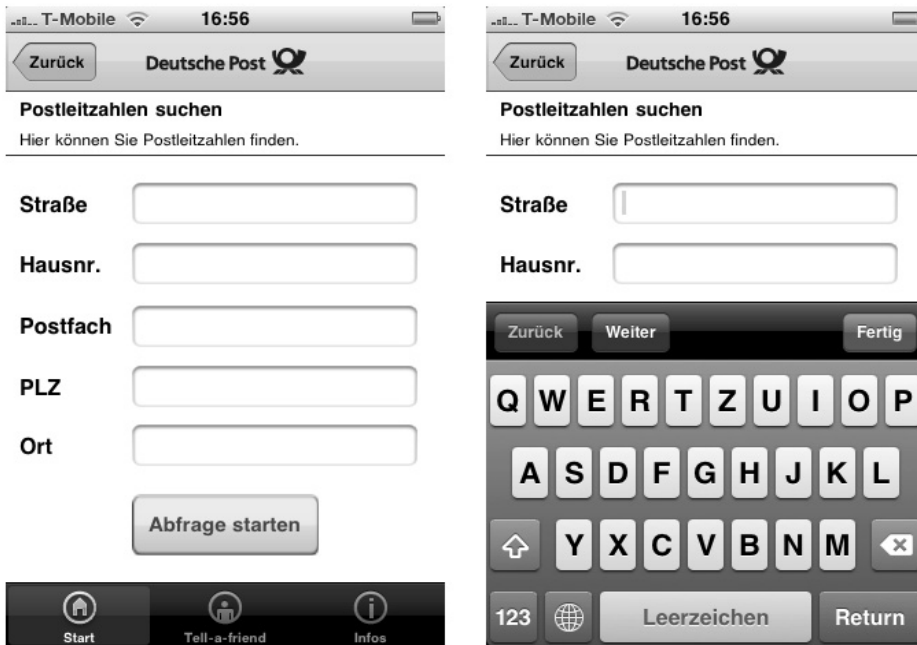 T-Mobile 16:56
Zurück Deutsche Post
Postleitzahlen suchen
Hier können Sie Postleitzahlen finden.
Straße
Hausnr.
Postfach
PLZ
Ort
Abfrage starten
Start Tell-a-friend Infos
T-Mobile 16:56
Zurück Deutsche Post
Postleitzahlen suchen
Hier können Sie Postleitzahlen finden.
Straße
Hausnr.
Zurück Weiter Fertig
Q W E R T Z U I O P
A S D F G H J K L
Y X C V B N M
123 Leerzeichen Return